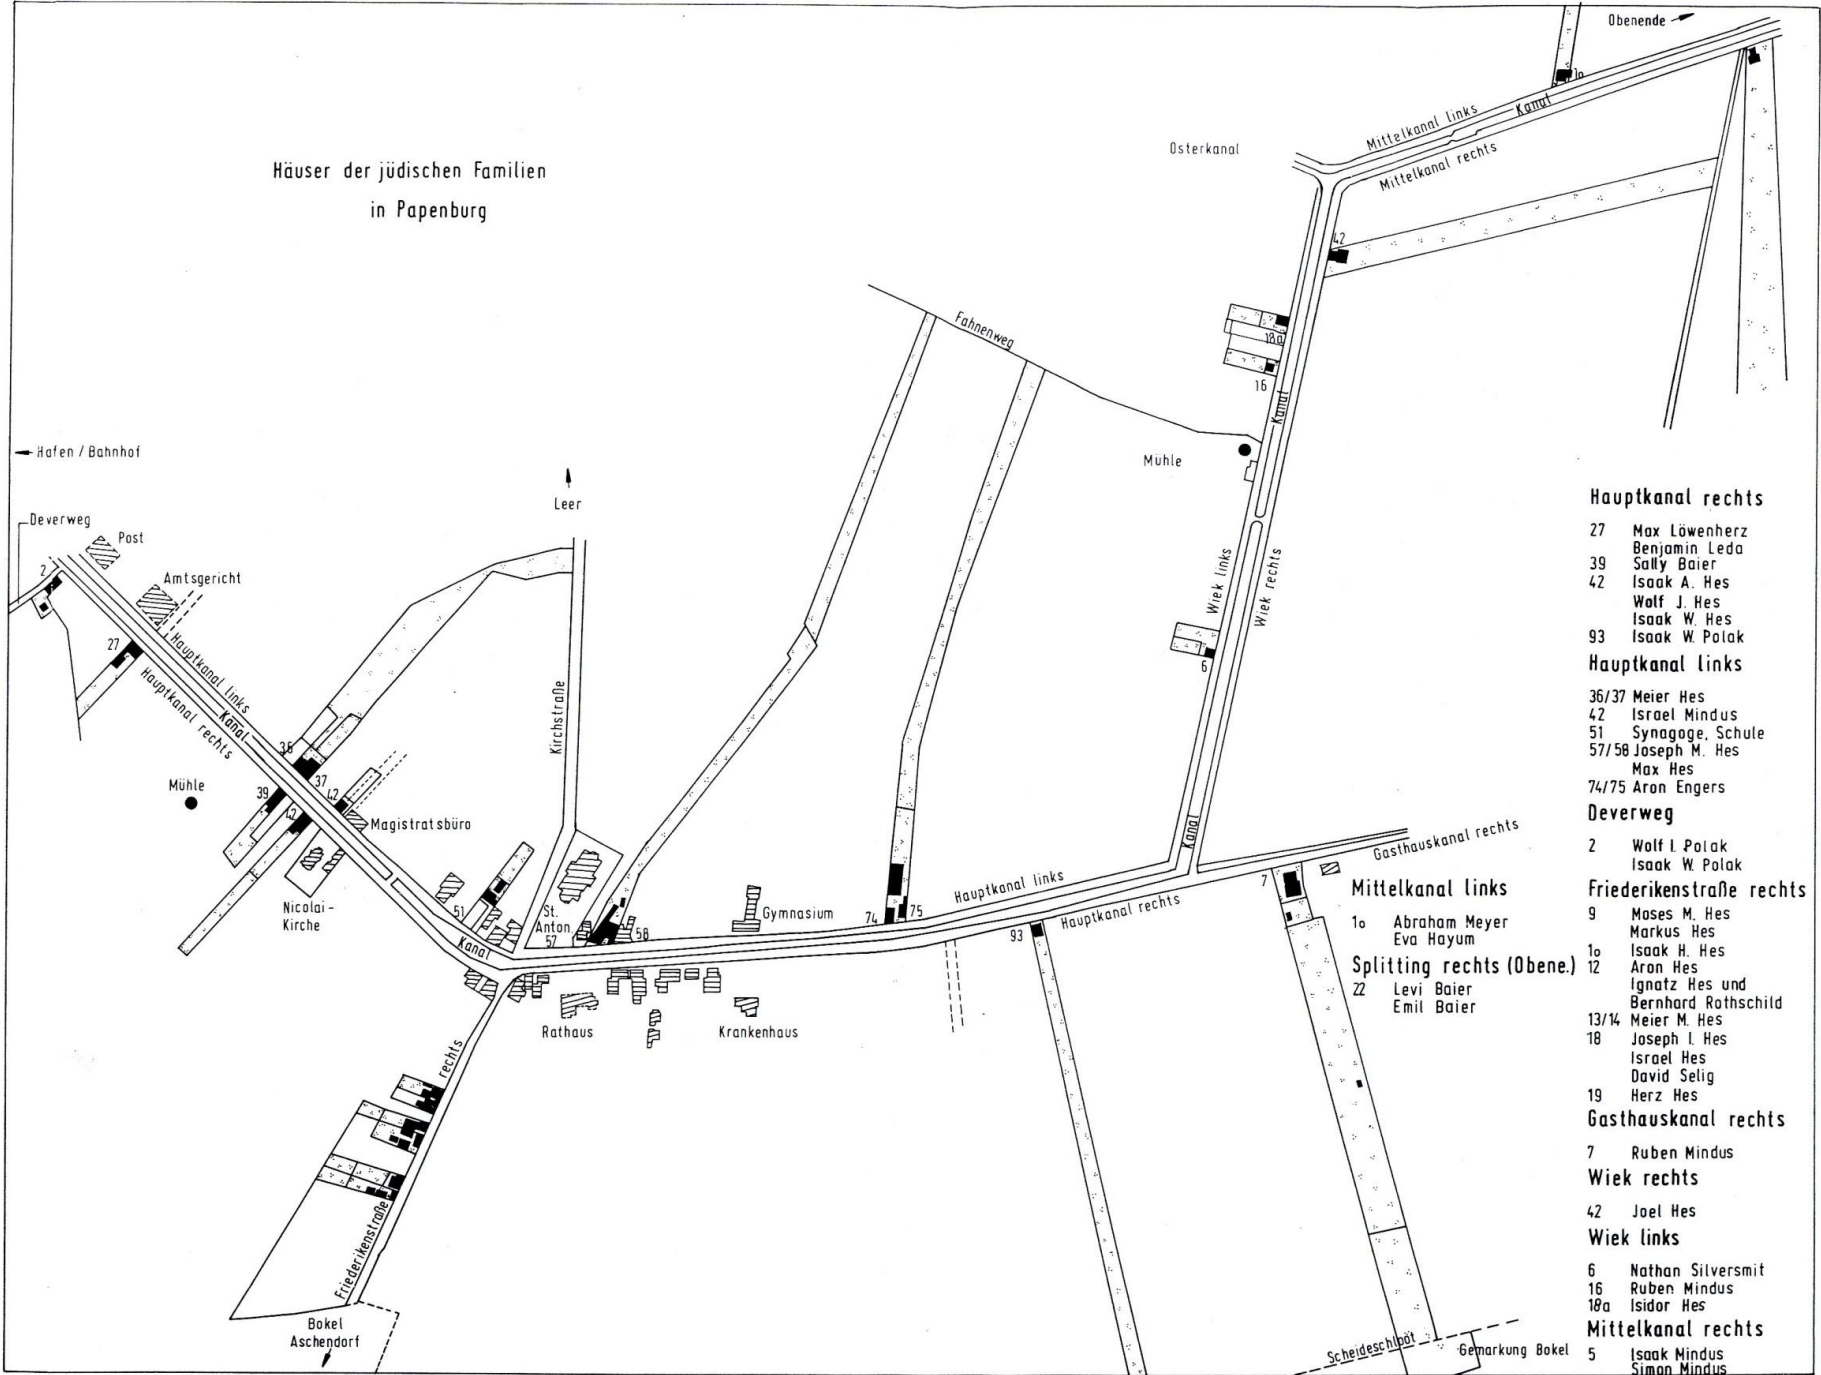 Häuser der jüdischen Familien
in Papenburg
Obenende
1o
Mittelkanal links
Kanal
Mittelkanal rechts
Osterkanal
42
18a
16
Kanal
Fahnenweg
Mühle
Hafen / Bahnhof
Leer
Deverweg
Post
2
Amtsgericht
27
Hauptkanal links
Kanal
Hauptkanal rechts
Kirchstraße
Wiek links
Wiek rechts
6
36
37
42
39
42
Mühle
Magistratsbüro
Nicolai-
Kirche
51
Kanal
St.
Anton.
57
58
Gymnasium
74
75
Hauptkanal links
Hauptkanal rechts
93
Kanal
Gasthauskanal rechts
7
Rathaus
Krankenhaus
rechts
Friederikenstraße
Bokel
Aschendorf
Scheideschlööt
Gemarkung Bokel
Mittelkanal links
1o Abraham Meyer
Eva Hayum
Splitting rechts (Obene.)
22 Levi Baier
Emil Baier
Hauptkanal rechts
27 Max Löwenherz
Benjamin Leda
39 Sally Baier
42 Isaak A. Hes
Wolf J. Hes
Isaak W. Hes
93 Isaak W. Polak
Hauptkanal links
36/37 Meier Hes
42 Israel Mindus
51 Synagoge, Schule
57/58 Joseph M. Hes
Max Hes
74/75 Aron Engers
Deverweg
2 Wolf I. Polak
Isaak W. Polak
Friederikenstraße rechts
9 Moses M. Hes
Markus Hes
1o Isaak H. Hes
12 Aron Hes
Ignatz Hes und
Bernhard Rothschild
13/14 Meier M. Hes
18 Joseph I. Hes
Israel Hes
David Selig
19 Herz Hes
Gasthauskanal rechts
7 Ruben Mindus
Wiek rechts
42 Joel Hes
Wiek links
6 Nathan Silversmit
16 Ruben Mindus
18a Isidor Hes
Mittelkanal rechts
5 Isaak Mindus
Simon Mindus